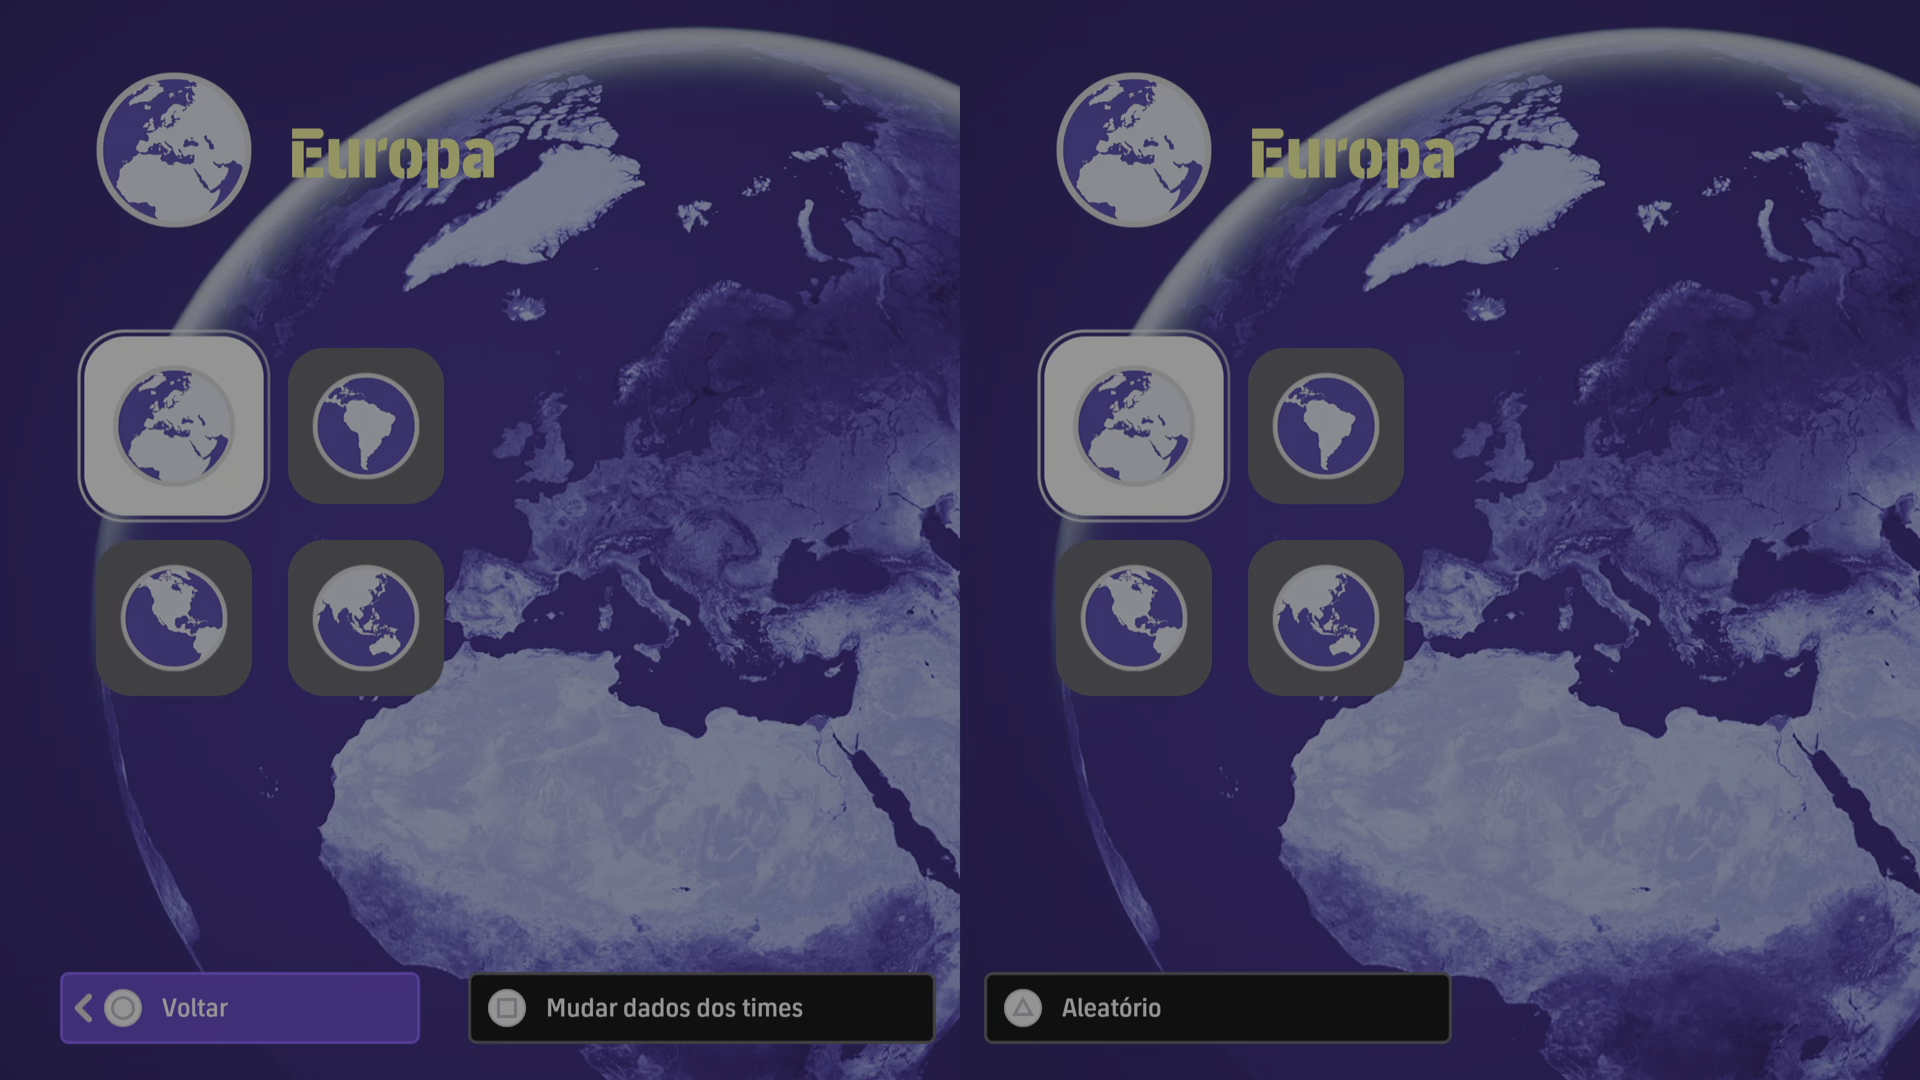 Europa
Europa
Voltar
Mudar dados dos times
Aleatório